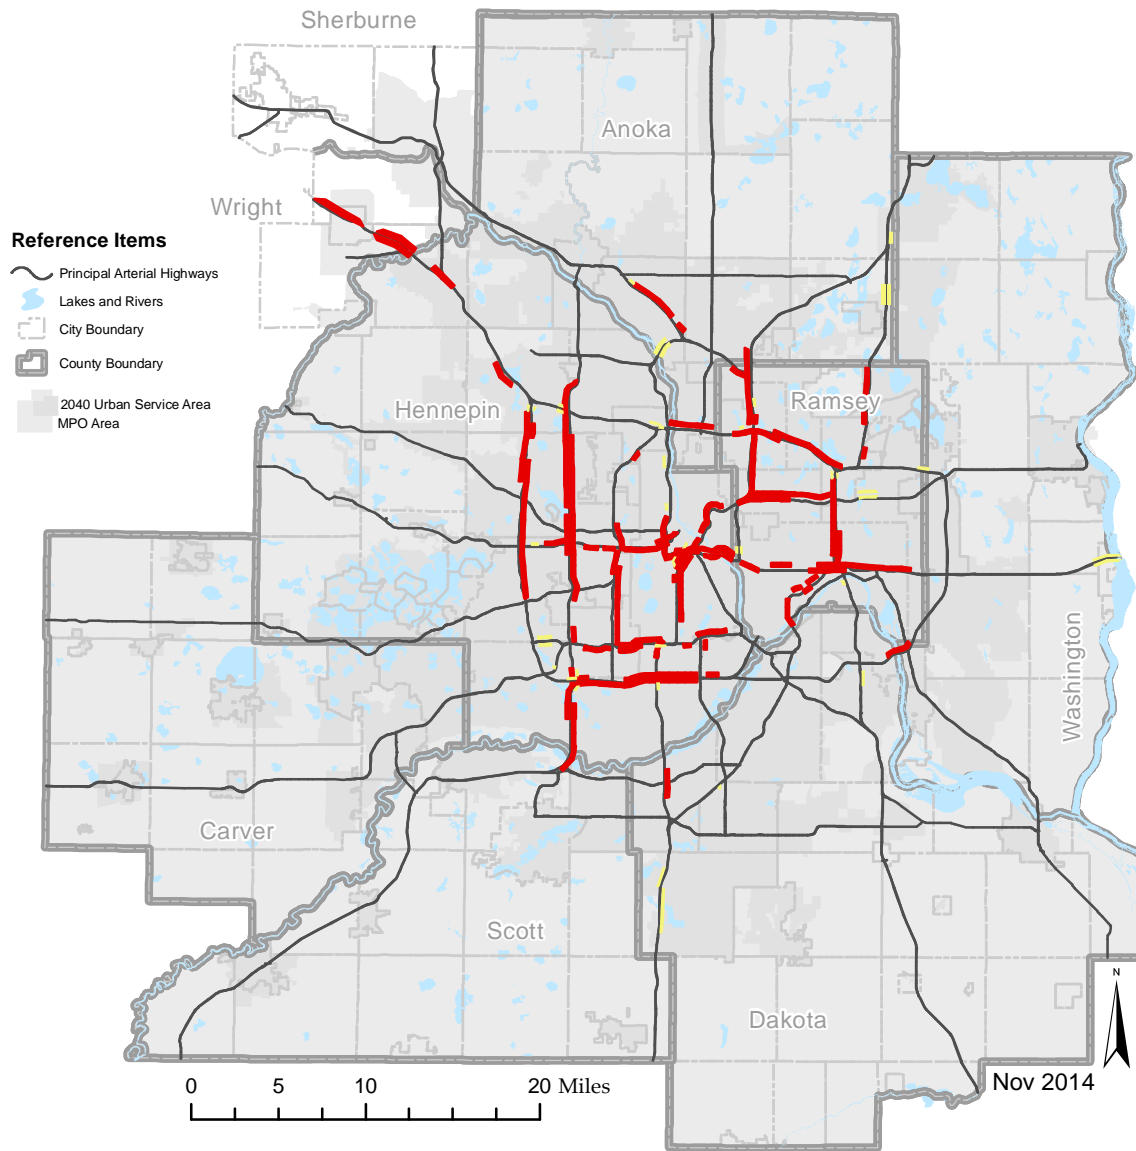 Sherburne
Anoka
Wright
Reference Items
Principal Arterial Highways
Lakes and Rivers
City Boundary
County Boundary
2040 Urban Service Area
MPO Area
Hennepin
Ramsey
Washington
Carver
Scott
Dakota
N
Nov 2014
0 5 10 20 Miles